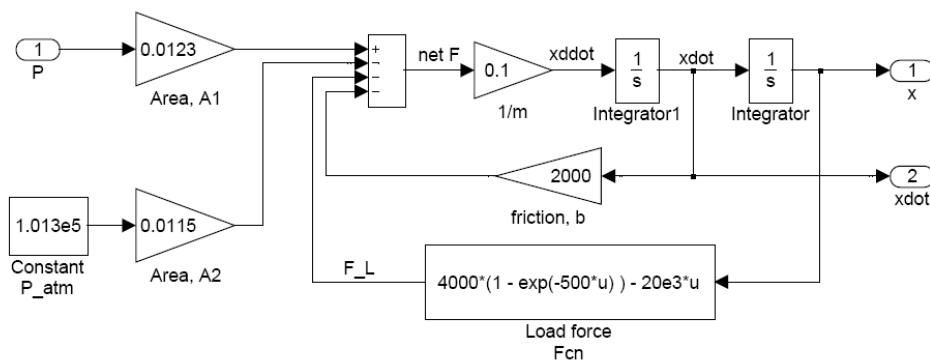 1
P
0.0123
Area, A1
+
−
−
−
net F
0.1
1/m
xddot
1
s
Integrator1
xdot
1
s
Integrator
1
x
2000
friction, b
2
xdot
1.013e5
Constant
P_atm
0.0115
Area, A2
F_L
4000*(1 - exp(-500*u) ) - 20e3*u
Load force
Fcn